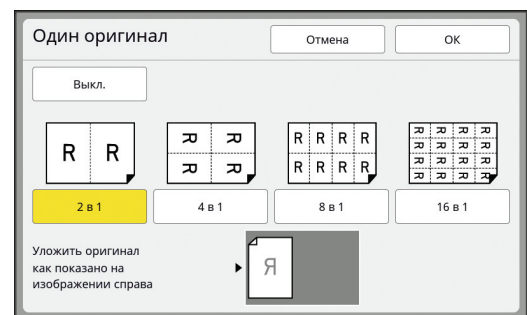 Один оригинал
Отмена
ОК
Выкл.
R R
R R
R R
R R R R
R R R R
R R R R
R R R R
R R R R
R R R R
2 в 1
4 в 1
8 в 1
16 в 1
Уложить оригинал
как показано на
изображении справа
Я